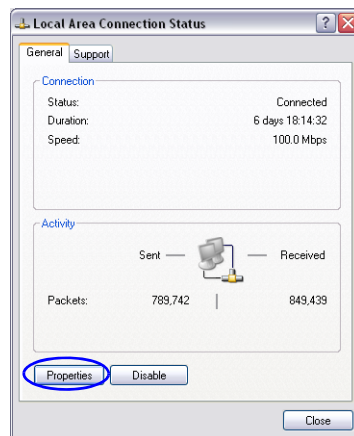 Local Area Connection Status
General Support
Connection
Status: Connected
Duration: 6 days 18:14:32
Speed: 100.0 Mbps
Activity
Sent — — Received
Packets: 789,742 | 849,439
Properties Disable
Close